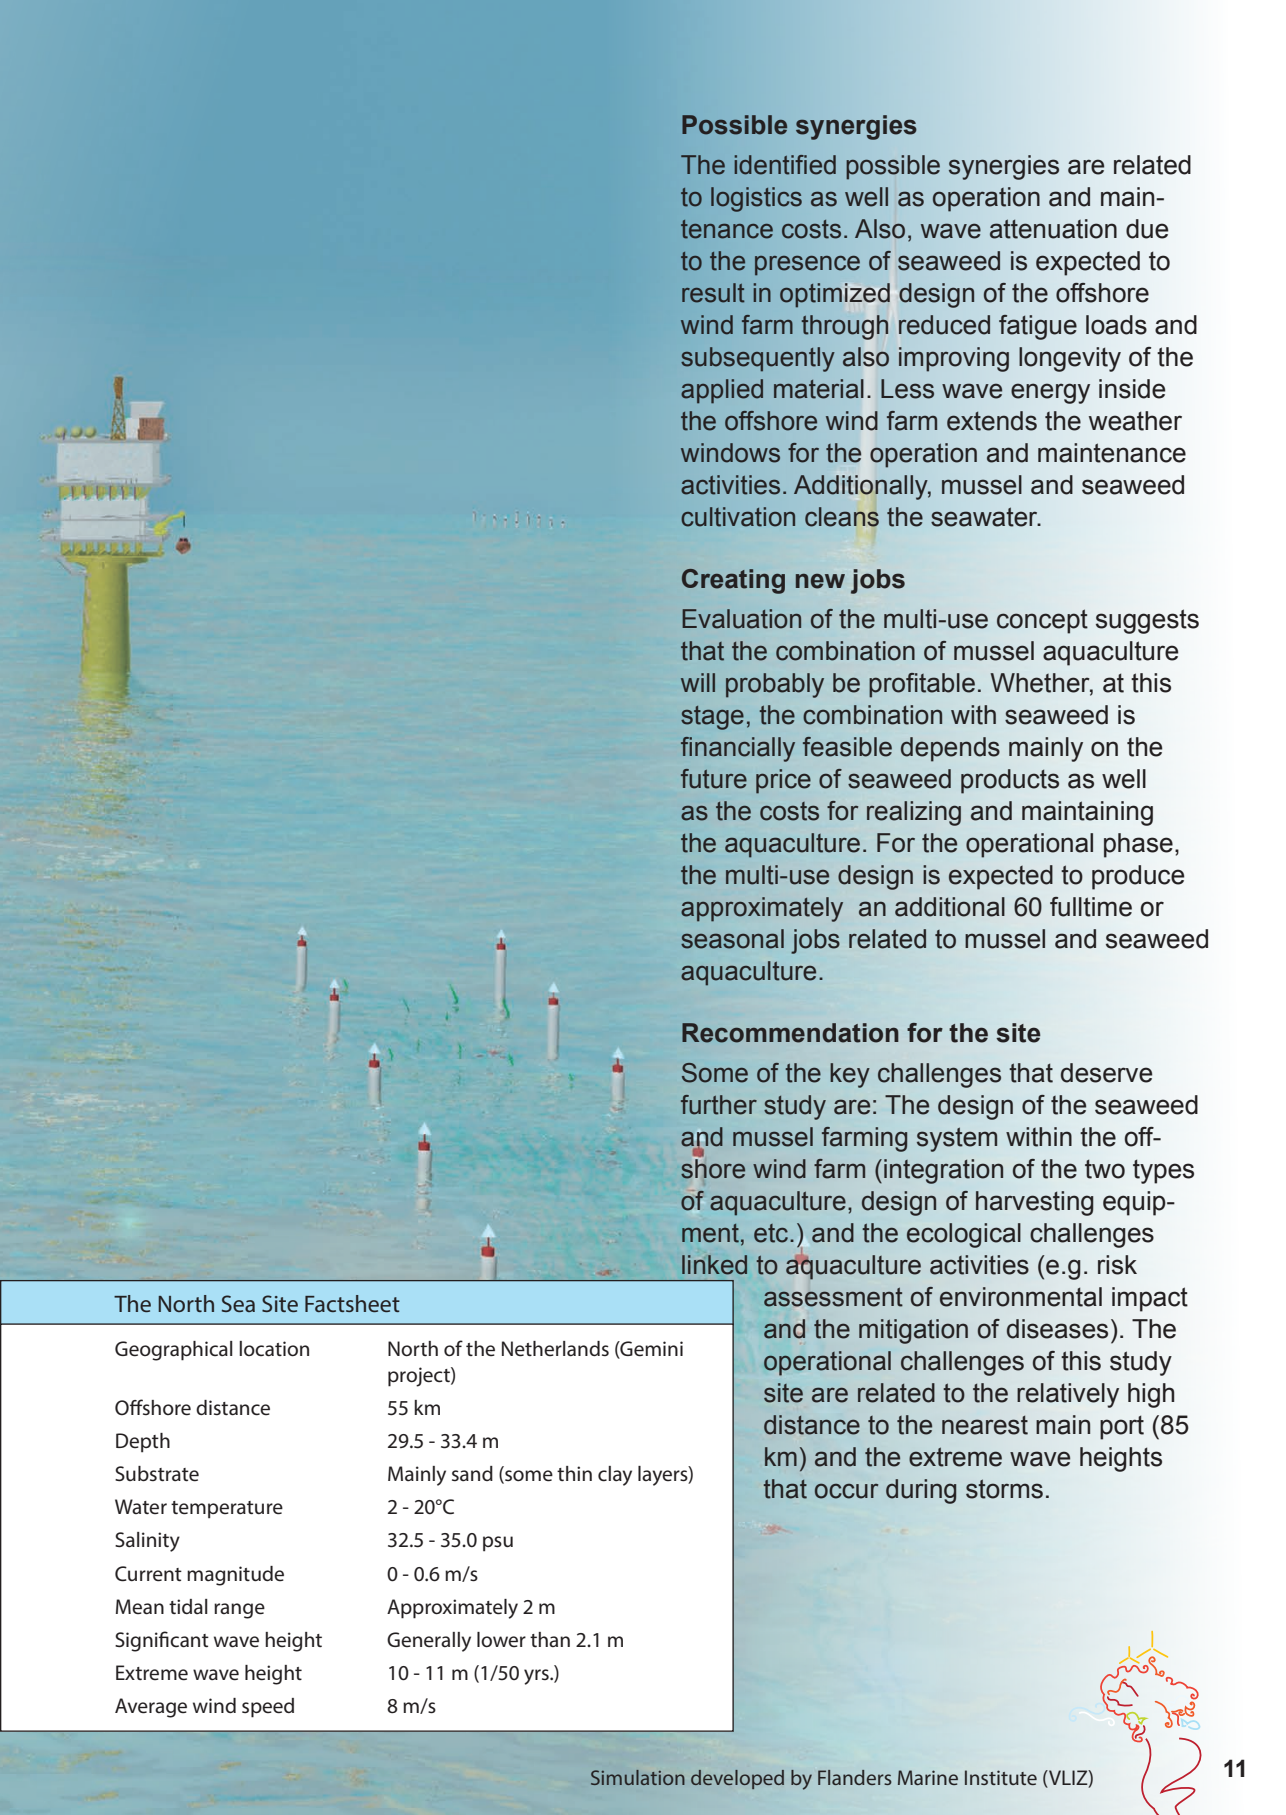 Possible synergies
The identified possible synergies are related
to logistics as well as operation and main-
tenance costs. Also, wave attenuation due
to the presence of seaweed is expected to
result in optimized design of the offshore
wind farm through reduced fatigue loads and
subsequently also improving longevity of the
applied material. Less wave energy inside
the offshore wind farm extends the weather
windows for the operation and maintenance
activities. Additionally, mussel and seaweed
cultivation cleans the seawater.
Creating new jobs
Evaluation of the multi-use concept suggests
that the combination of mussel aquaculture
will probably be profitable. Whether, at this
stage, the combination with seaweed is
financially feasible depends mainly on the
future price of seaweed products as well
as the costs for realizing and maintaining
the aquaculture. For the operational phase,
the multi-use design is expected to produce
approximately an additional 60 fulltime or
seasonal jobs related to mussel and seaweed
aquaculture.
Recommendation for the site
Some of the key challenges that deserve
further study are: The design of the seaweed
and mussel farming system within the off-
shore wind farm (integration of the two types
of aquaculture, design of harvesting equip-
ment, etc.) and the ecological challenges
linked to aquaculture activities (e.g. risk
assessment of environmental impact
and the mitigation of diseases). The
operational challenges of this study
site are related to the relatively high
distance to the nearest main port (85
km) and the extreme wave heights
that occur during storms.
The North Sea Site Factsheet
Geographical location North of the Netherlands (Gemini
project)
Offshore distance 55 km
Depth 29.5 - 33.4 m
Substrate Mainly sand (some thin clay layers)
Water temperature 2 - 20°C
Salinity 32.5 - 35.0 psu
Current magnitude 0 - 0.6 m/s
Mean tidal range Approximately 2 m
Significant wave height Generally lower than 2.1 m
Extreme wave height 10 - 11 m (1/50 yrs.)
Average wind speed 8 m/s
Simulation developed by Flanders Marine Institute (VLIZ)
11